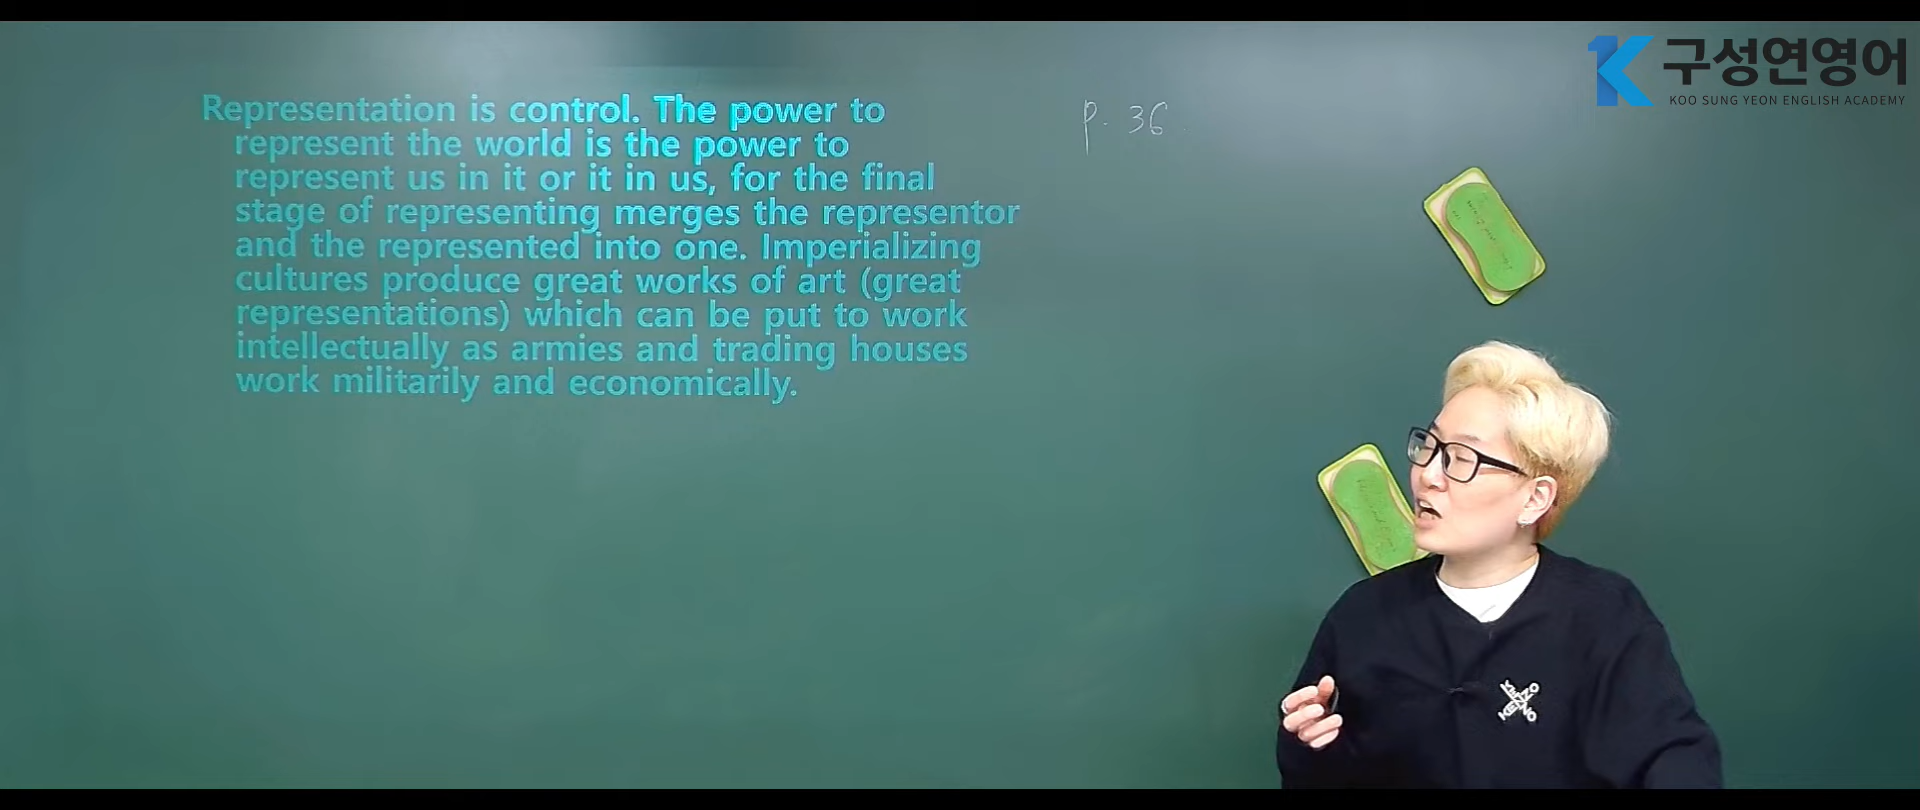 구성연영어
KOO SUNG YEON ENGLISH ACADEMY
Representation is control. The power to
represent the world is the power to
represent us in it or it in us, for the final
stage of representing merges the representor
and the represented into one. Imperializing
cultures produce great works of art (great
representations) which can be put to work
intellectually as armies and trading houses
work militarily and economically.
p. 36
KENZO
KENZO